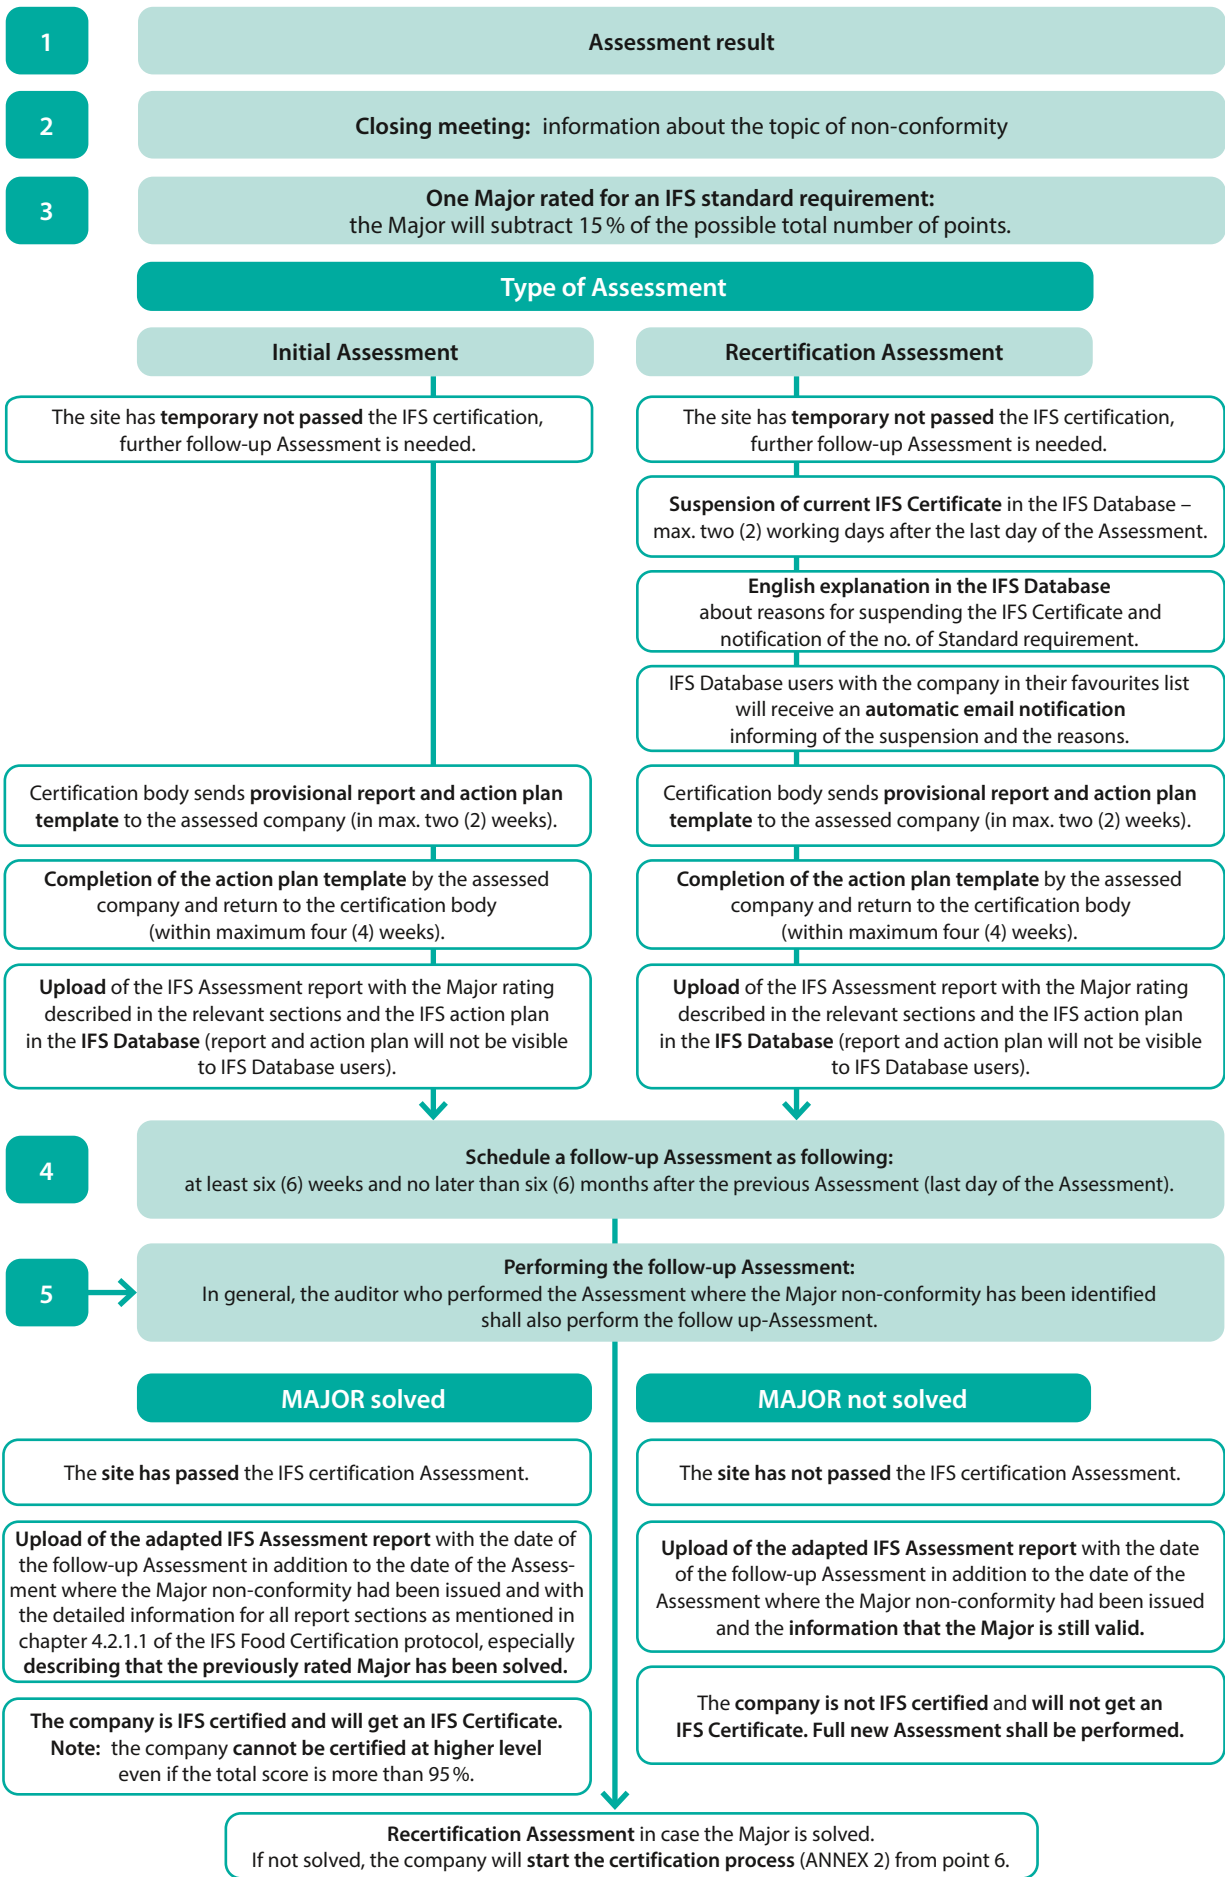 1
Assessment result
2
Closing meeting: information about the topic of non-conformity
3
One Major rated for an IFS standard requirement:
the Major will subtract 15 % of the possible total number of points.
Type of Assessment
Initial Assessment
The site has temporary not passed the IFS certification,
further follow-up Assessment is needed.
Certification body sends provisional report and action plan
template to the assessed company (in max. two (2) weeks).
Completion of the action plan template by the assessed
company and return to the certification body
(within maximum four (4) weeks).
Upload of the IFS Assessment report with the Major rating
described in the relevant sections and the IFS action plan
in the IFS Database (report and action plan will not be visible
to IFS Database users).
Recertification Assessment
The site has temporary not passed the IFS certification,
further follow-up Assessment is needed.
Suspension of current IFS Certificate in the IFS Database –
max. two (2) working days after the last day of the Assessment.
English explanation in the IFS Database
about reasons for suspending the IFS Certificate and
notification of the no. of Standard requirement.
IFS Database users with the company in their favourites list
will receive an automatic email notification
informing of the suspension and the reasons.
Certification body sends provisional report and action plan
template to the assessed company (in max. two (2) weeks).
Completion of the action plan template by the assessed
company and return to the certification body
(within maximum four (4) weeks).
Upload of the IFS Assessment report with the Major rating
described in the relevant sections and the IFS action plan
in the IFS Database (report and action plan will not be visible
to IFS Database users).
4
Schedule a follow-up Assessment as following:
at least six (6) weeks and no later than six (6) months after the previous Assessment (last day of the Assessment).
5
Performing the follow-up Assessment:
In general, the auditor who performed the Assessment where the Major non-conformity has been identified
shall also perform the follow up-Assessment.
MAJOR solved
The site has passed the IFS certification Assessment.
Upload of the adapted IFS Assessment report with the date of
the follow-up Assessment in addition to the date of the Assess-
ment where the Major non-conformity had been issued and with
the detailed information for all report sections as mentioned in
chapter 4.2.1.1 of the IFS Food Certification protocol, especially
describing that the previously rated Major has been solved.
The company is IFS certified and will get an IFS Certificate.
Note: the company cannot be certified at higher level
even if the total score is more than 95 %.
MAJOR not solved
The site has not passed the IFS certification Assessment.
Upload of the adapted IFS Assessment report with the date
of the follow-up Assessment in addition to the date of the
Assessment where the Major non-conformity had been issued
and the information that the Major is still valid.
The company is not IFS certified and will not get an
IFS Certificate. Full new Assessment shall be performed.
Recertification Assessment in case the Major is solved.
If not solved, the company will start the certification process (ANNEX 2) from point 6.